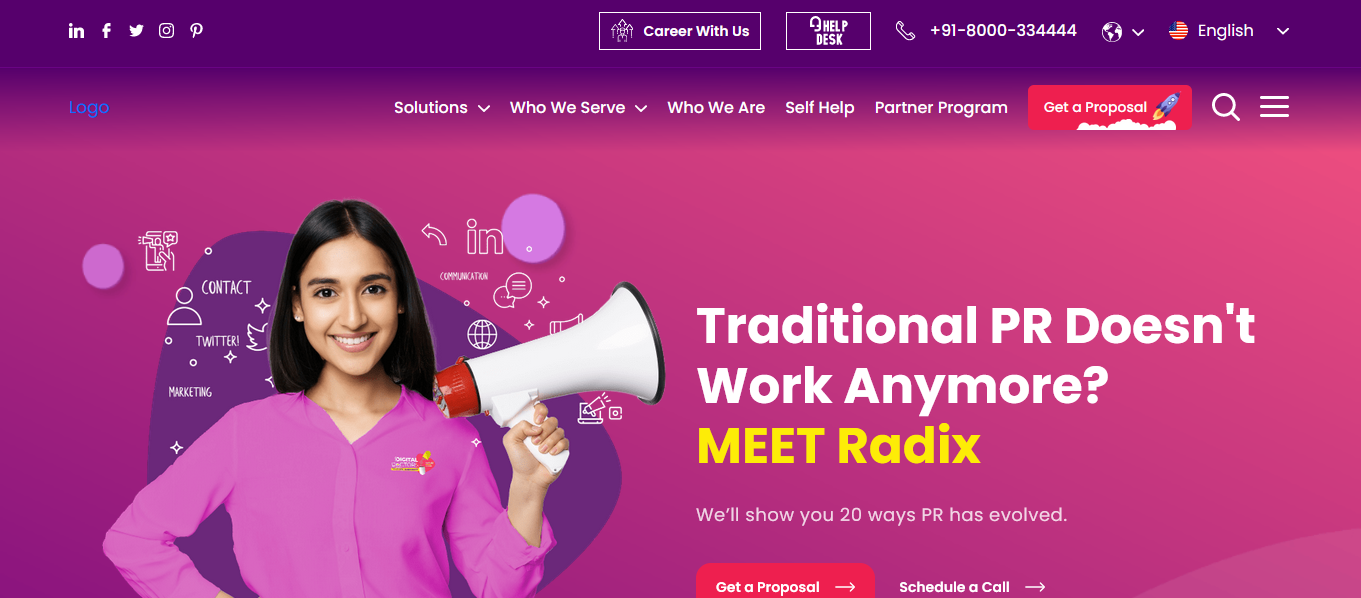 Career With Us
HELP
DESK
+91-8000-334444
English
Logo
Solutions
Who We Serve
Who We Are
Self Help
Partner Program
Get a Proposal
in
COMMUNICATION
CONTACT
TWITTER!
MARKETING
DIGITAL
Traditional PR Doesn't
Work Anymore?
MEET Radix
We’ll show you 20 ways PR has evolved.
Get a Proposal
Schedule a Call